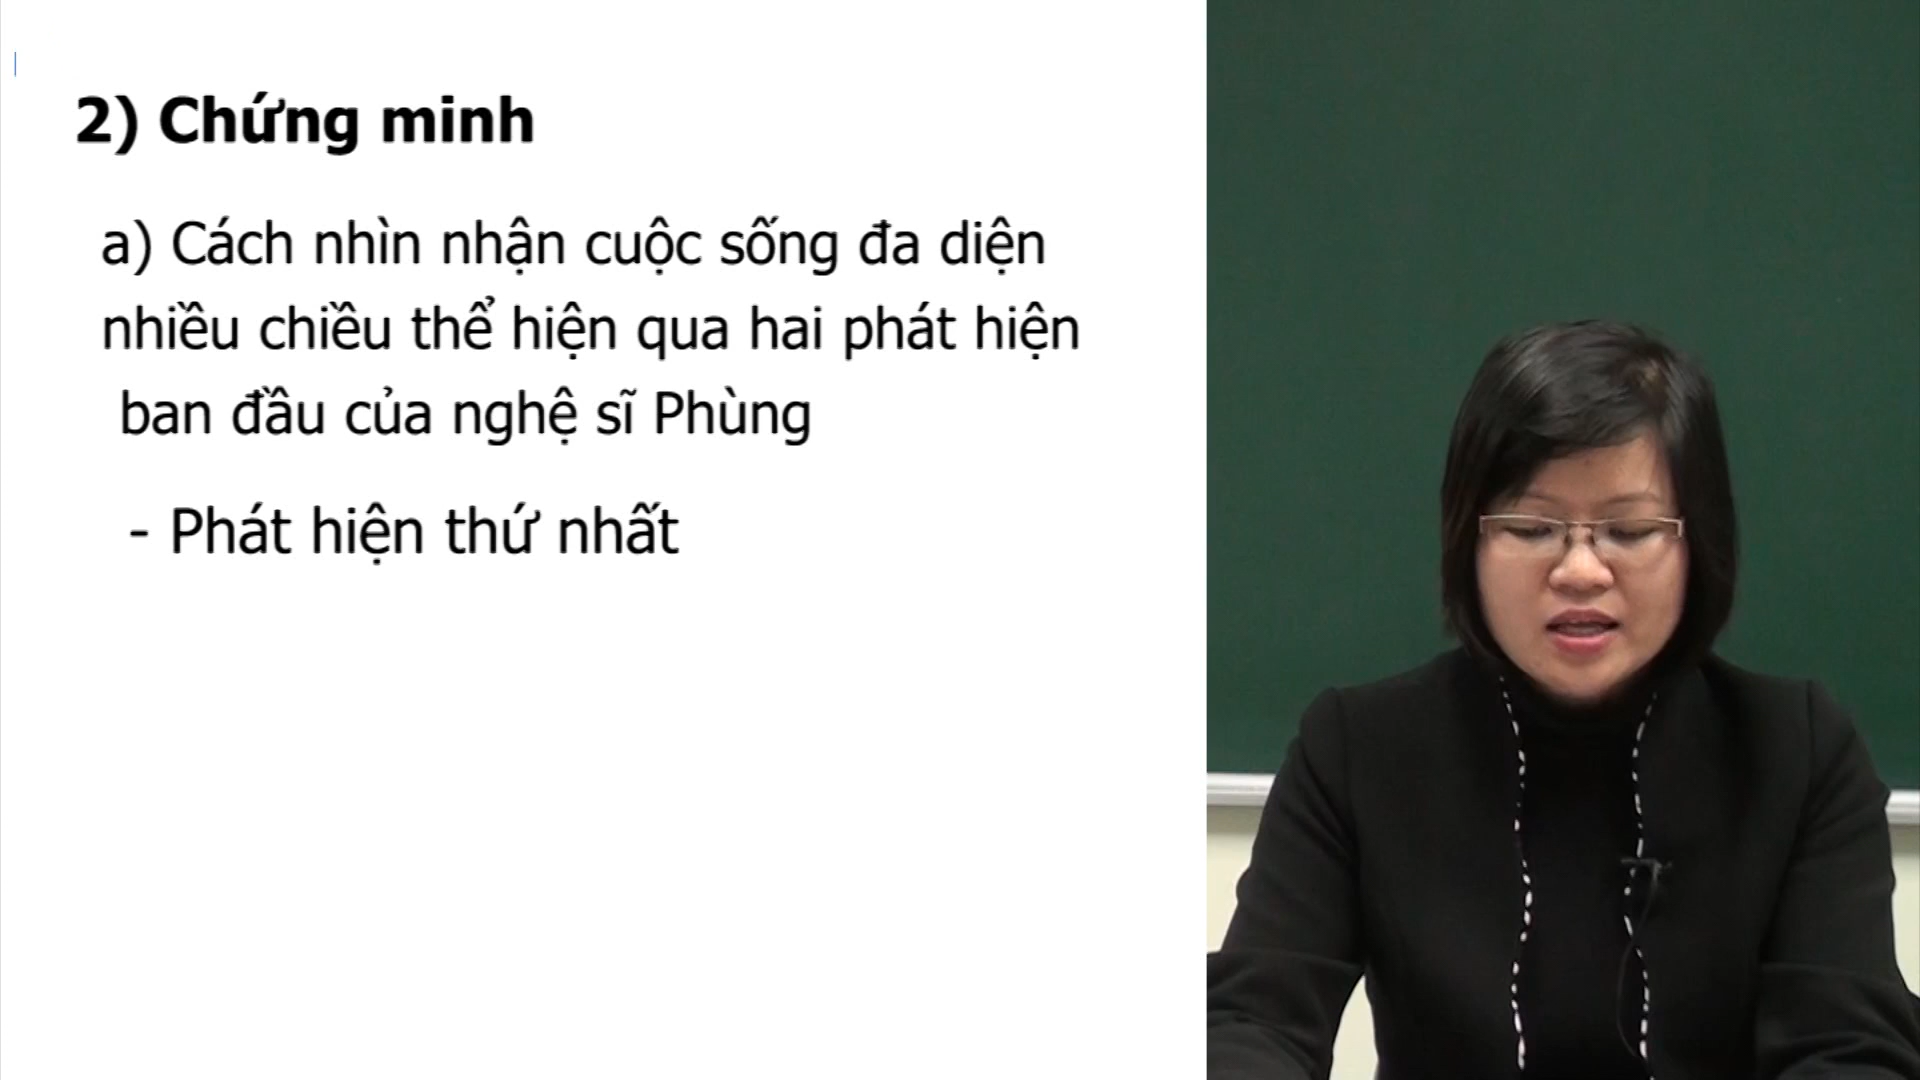 2) Chứng minh
a) Cách nhìn nhận cuộc sống đa diện
nhiều chiều thể hiện qua hai phát hiện
ban đầu của nghệ sĩ Phùng
- Phát hiện thứ nhất